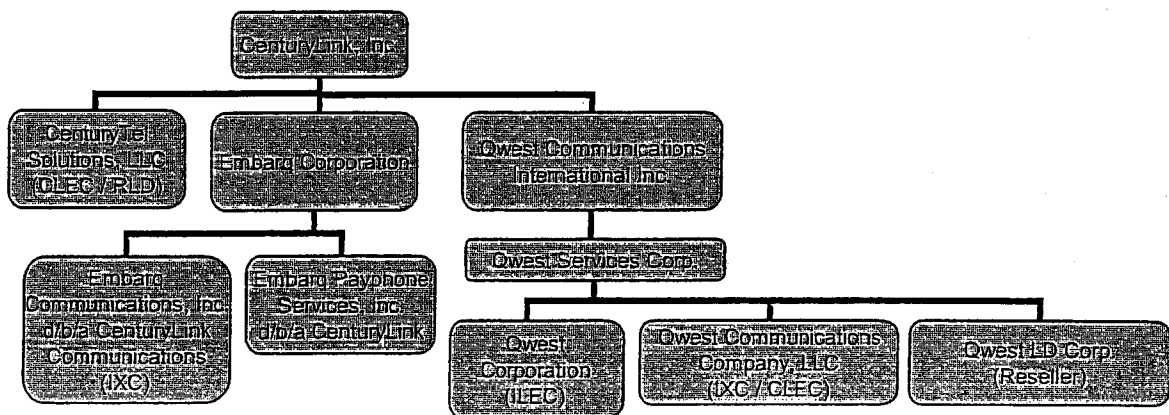 CenturyLink, Inc.
CenturyTel
Solutions, LLC
(CLEC / RLD)
Embarq Corporation
Qwest Communications
International Inc.
Embarq
Communications, Inc.
d/b/a CenturyLink
Communications
(IXC)
Embarq Payphone
Services, Inc.
d/b/a CenturyLink
Qwest Services Corp.
Qwest
Corporation
(ILEC)
Qwest Communications
Company, LLC
(IXC / CLEC)
Qwest LD Corp.
(Reseller)